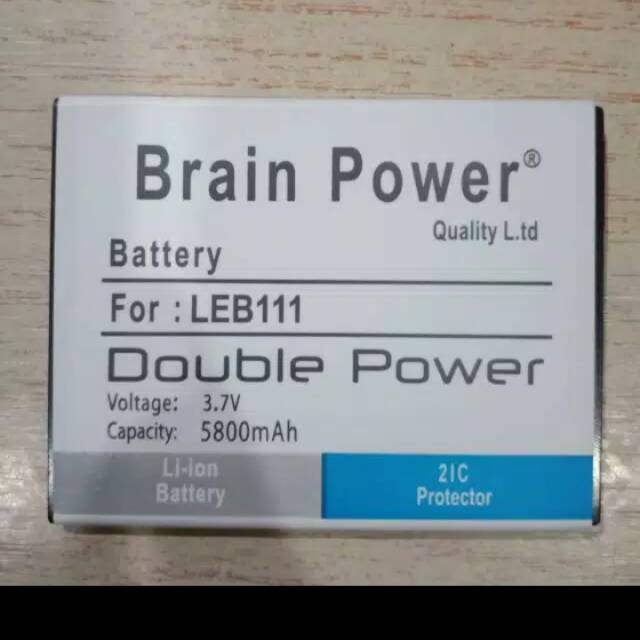 Brain Power®
Quality L.td
Battery
For : LEB111
Double Power
Voltage: 3.7V
Capacity: 5800mAh
Li-ion
Battery
2IC
Protector